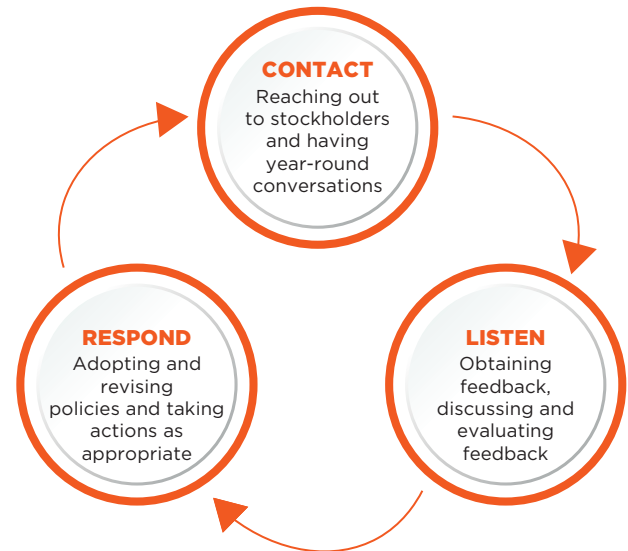 CONTACT
Reaching out
to stockholders
and having
year-round
conversations
RESPOND
Adopting and
revising
policies and taking
actions as
appropriate
LISTEN
Obtaining
feedback,
discussing and
evaluating
feedback